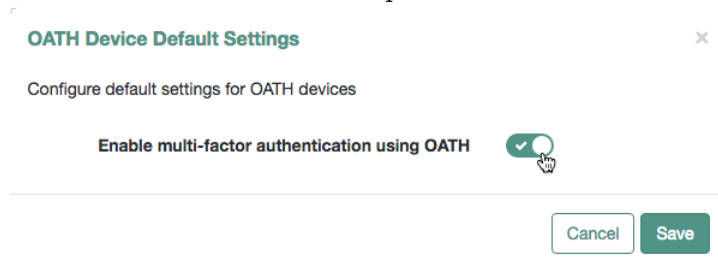 OATH Device Default Settings
×
Configure default settings for OATH devices
Enable multi-factor authentication using OATH
Cancel
Save